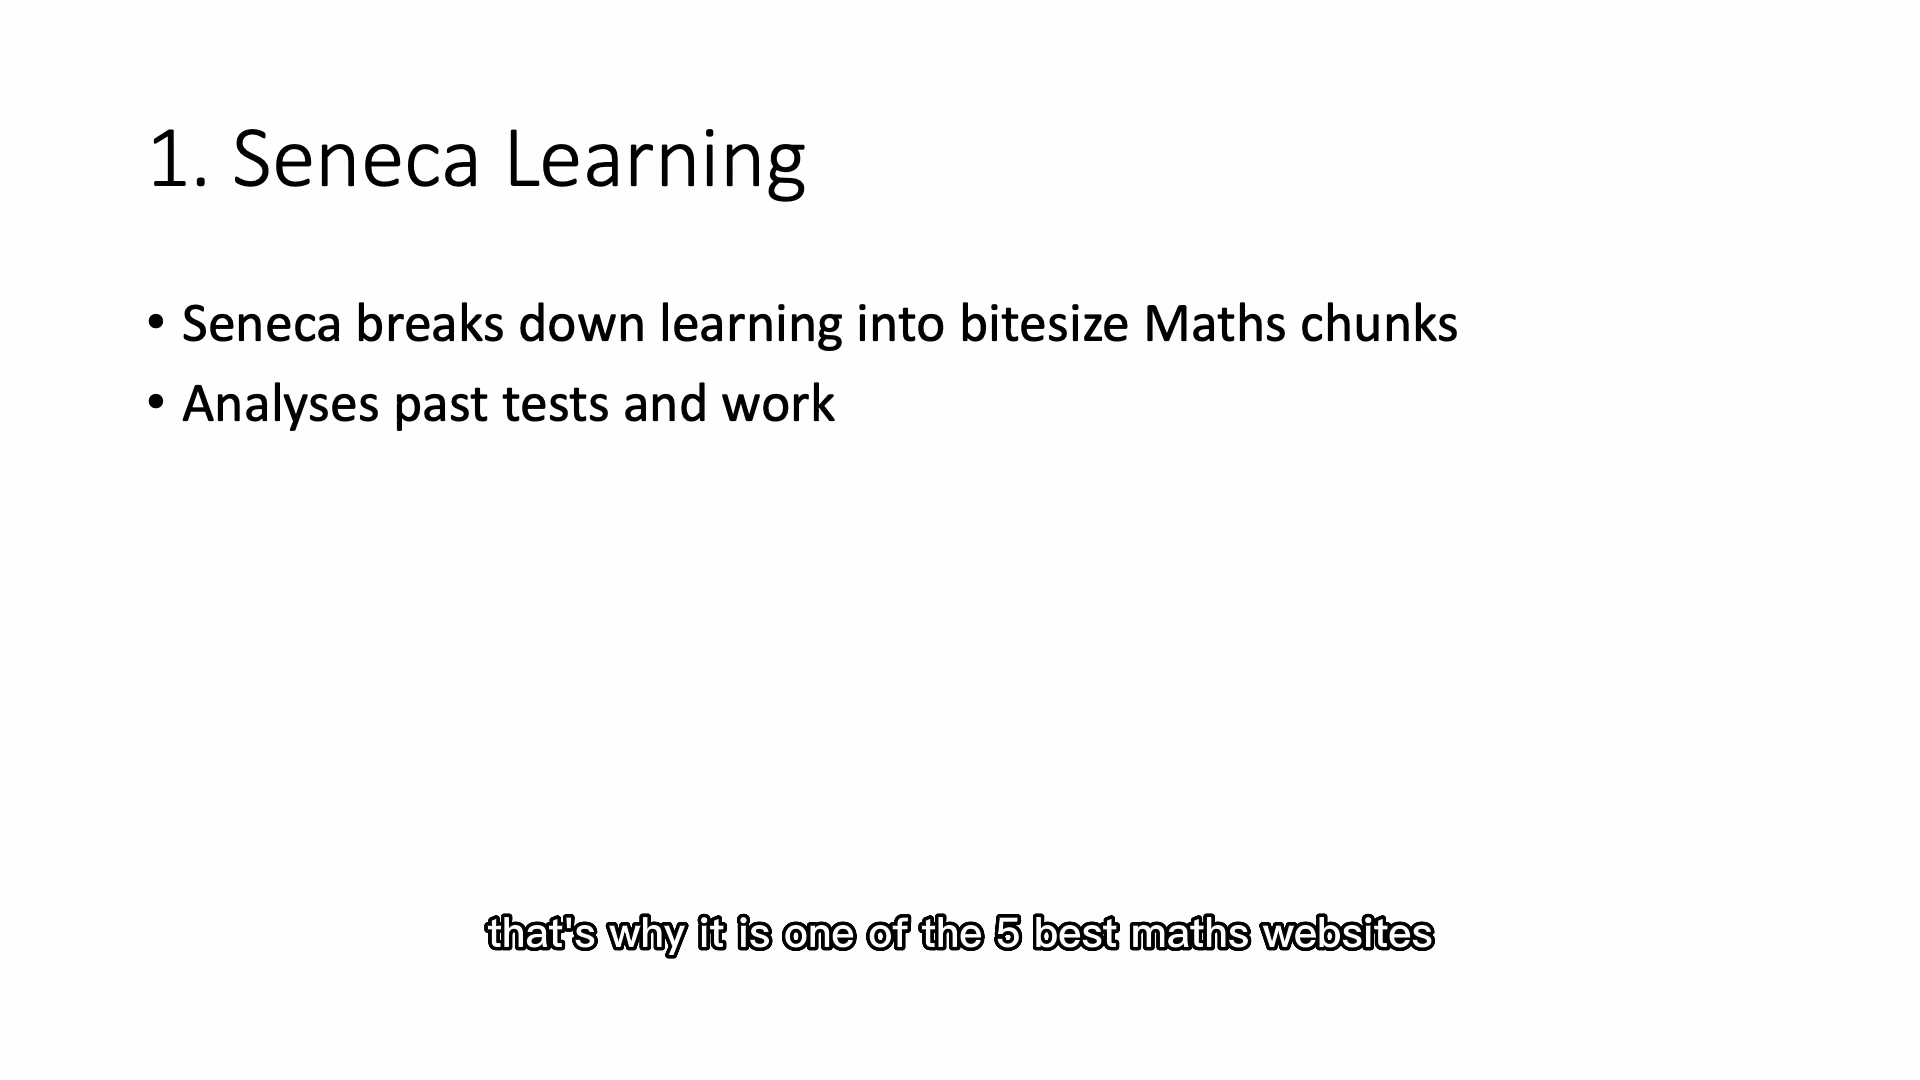 1. Seneca Learning
• Seneca breaks down learning into bitesize Maths chunks
• Analyses past tests and work
that's why it is one of the 5 best maths websites